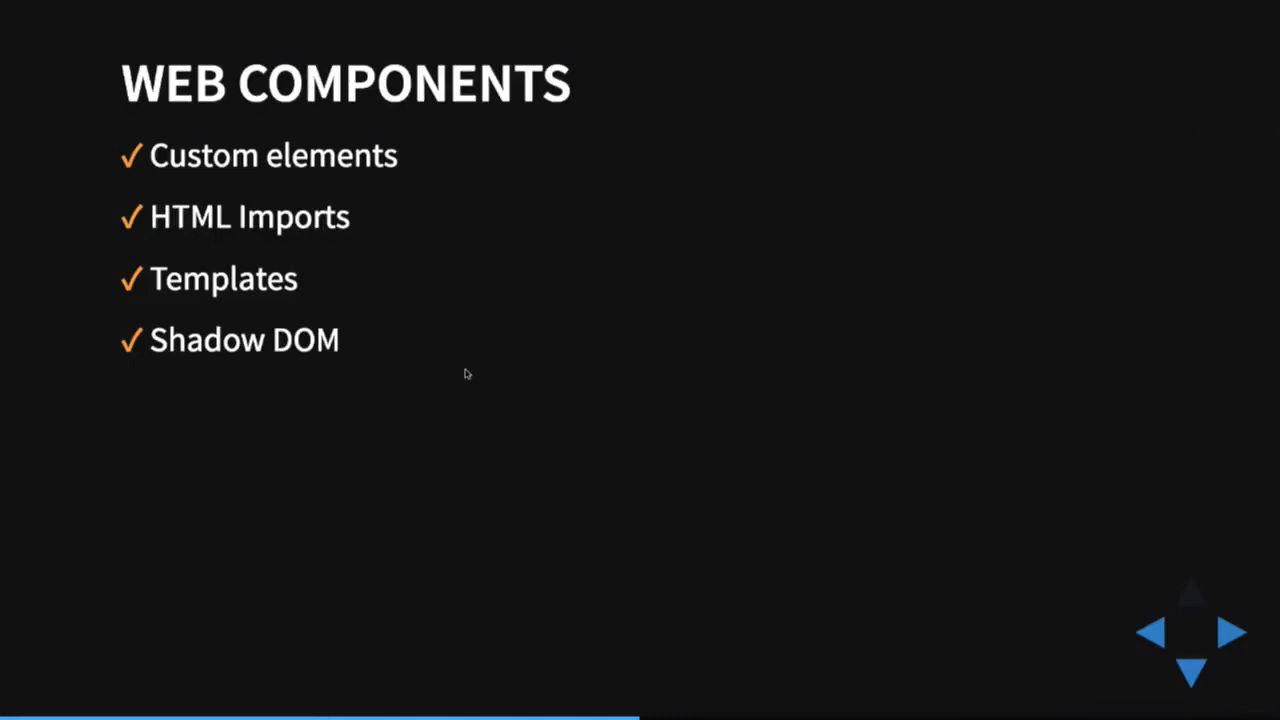 WEB COMPONENTS
✓ Custom elements
✓ HTML Imports
✓ Templates
✓ Shadow DOM